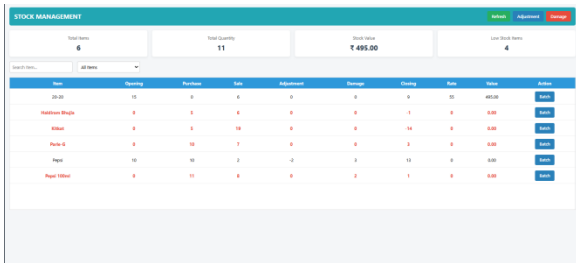 STOCK MANAGEMENT Refresh Adjustment Damage
Total Items Total Quantity Stock Value Low Stock Items
6 11 ₹ 495.00 4
Search Item... All Items
Item Opening Purchase Sale Adjustment Damage Closing Rate Value Action
20-20 15 0 6 0 0 9 55 495.00 Batch
Haldiram Bhujia 0 5 6 0 0 -1 0 0.00 Batch
Kitkat 0 5 19 0 0 -14 0 0.00 Batch
Parle-G 0 10 7 0 0 3 0 0.00 Batch
Pepsi 10 10 2 -2 3 13 0 0.00 Batch
Pepsi 100ml 0 11 8 0 2 1 0 0.00 Batch